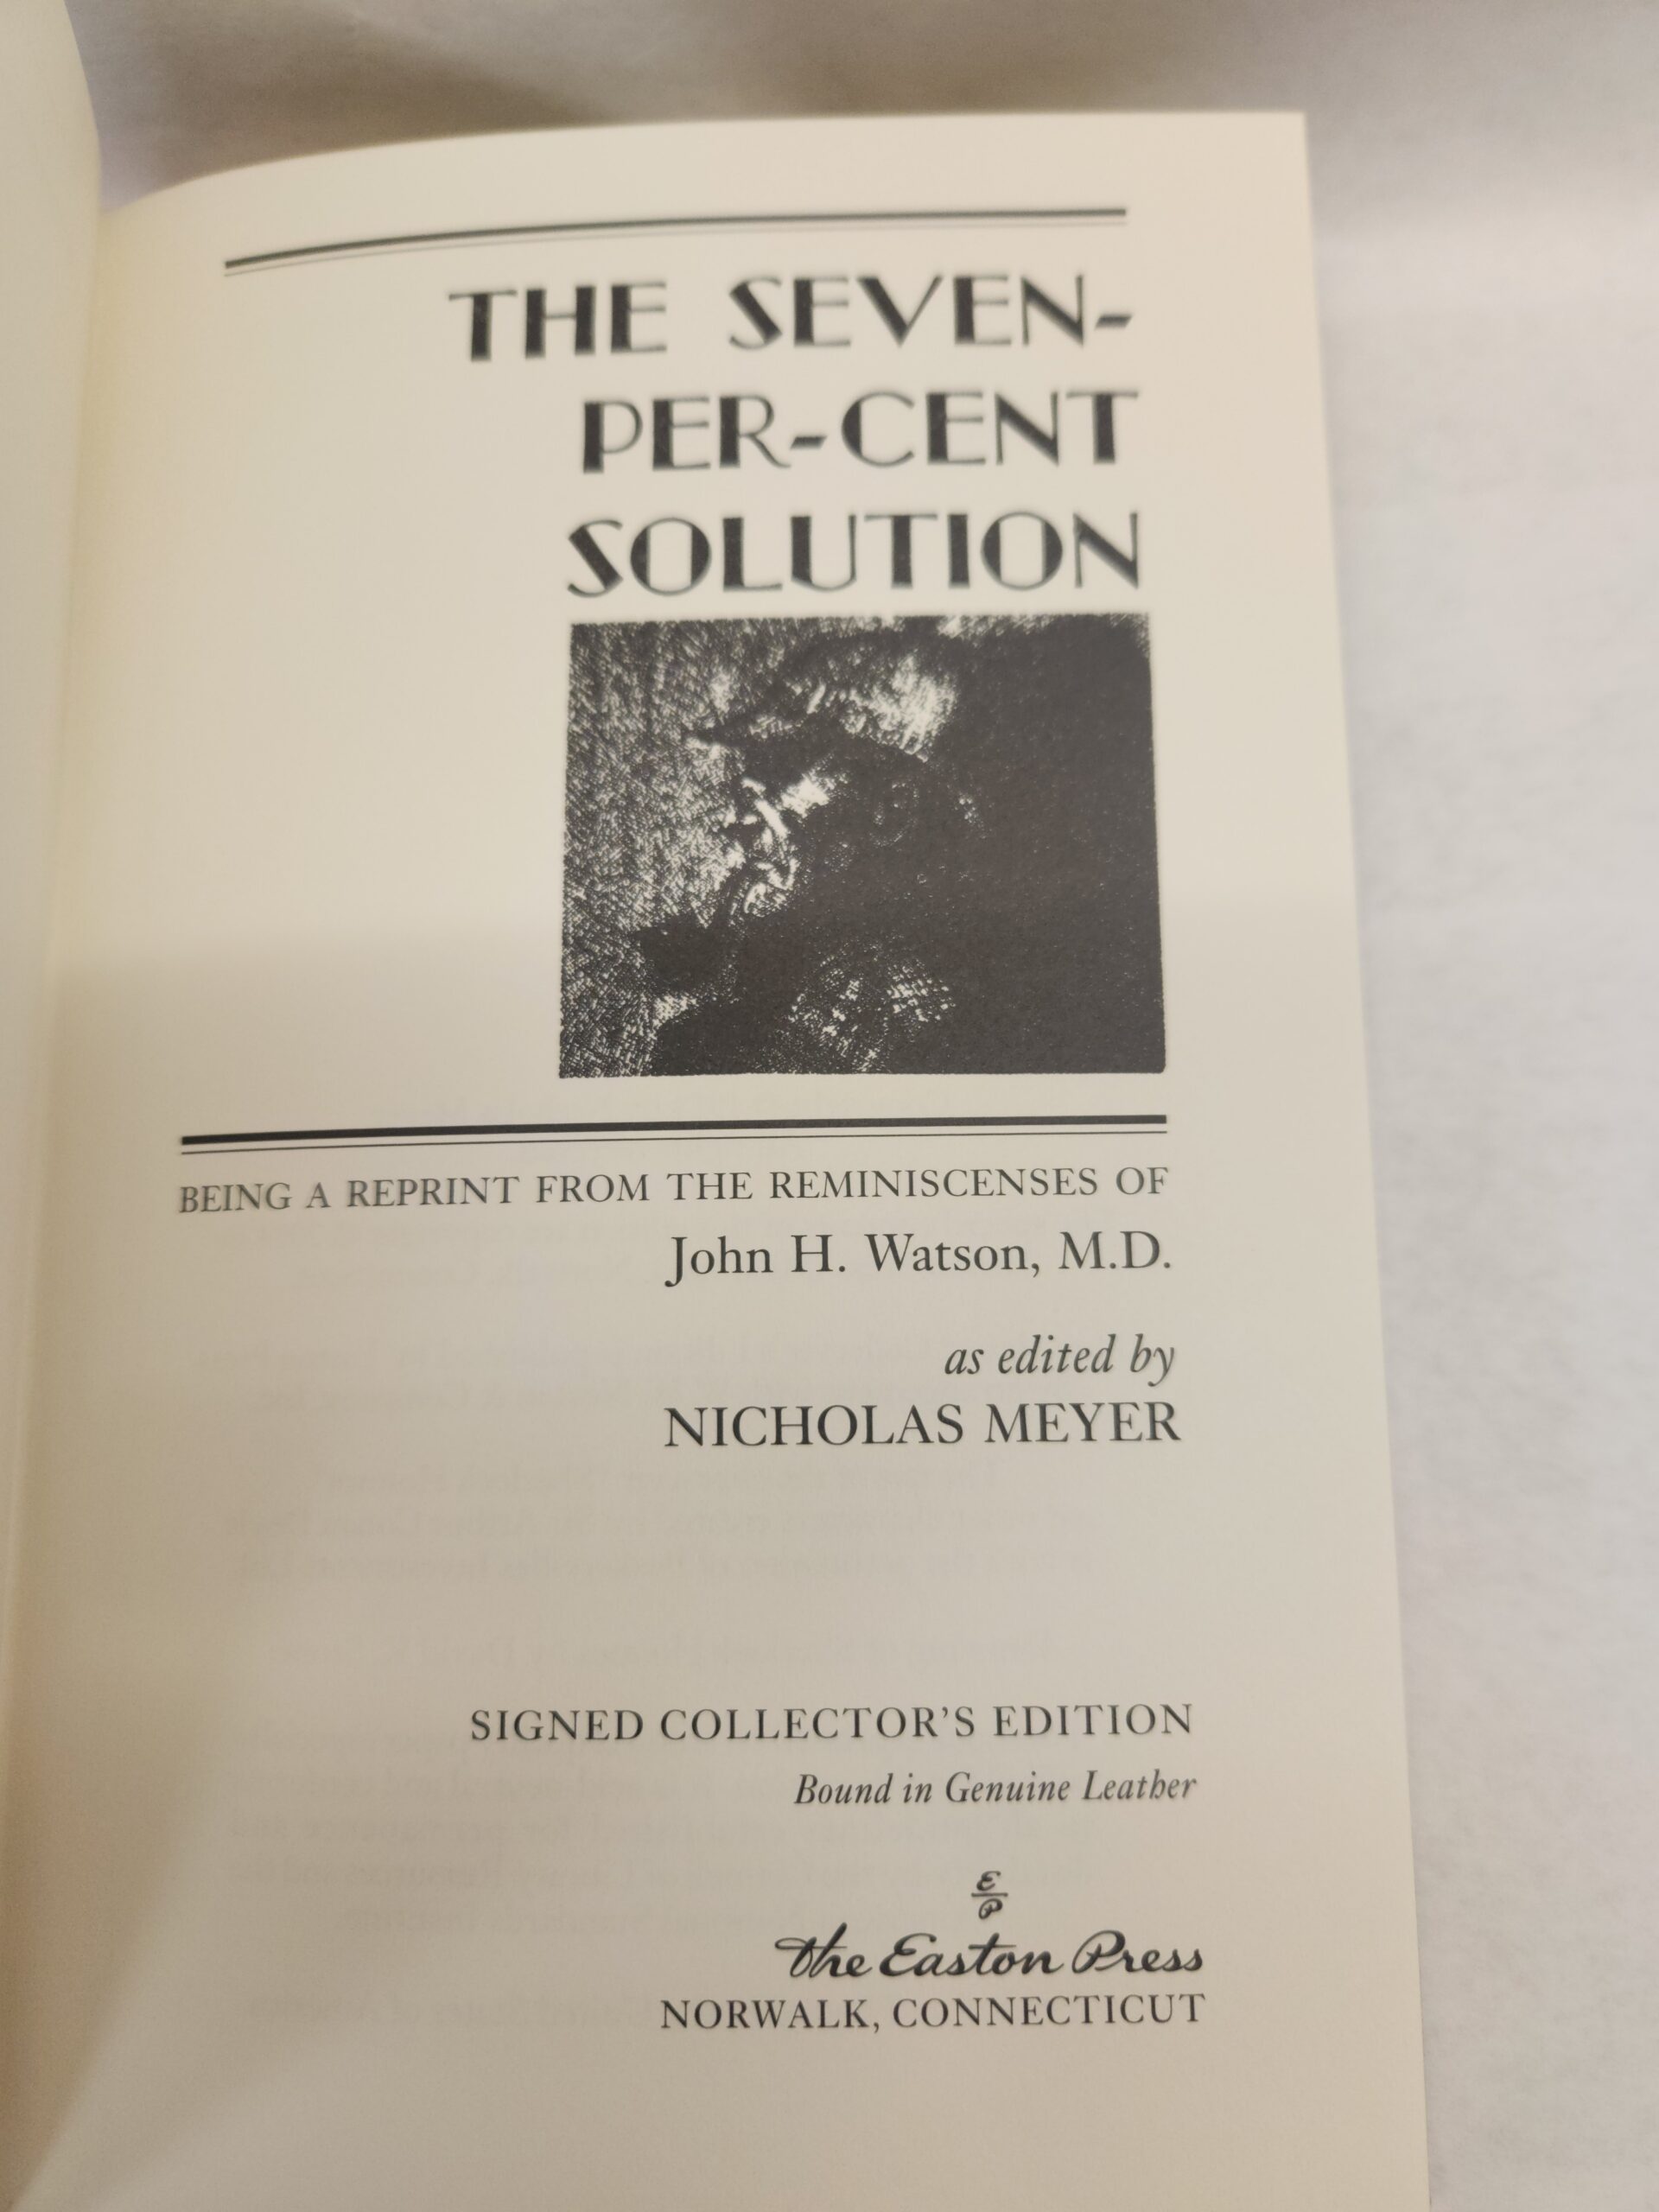 THE SEVEN-
PER-CENT
SOLUTION
BEING A REPRINT FROM THE REMINISCENSES OF
John H. Watson, M.D.
as edited by
NICHOLAS MEYER
SIGNED COLLECTOR'S EDITION
Bound in Genuine Leather
E
P
The Easton Press
NORWALK, CONNECTICUT